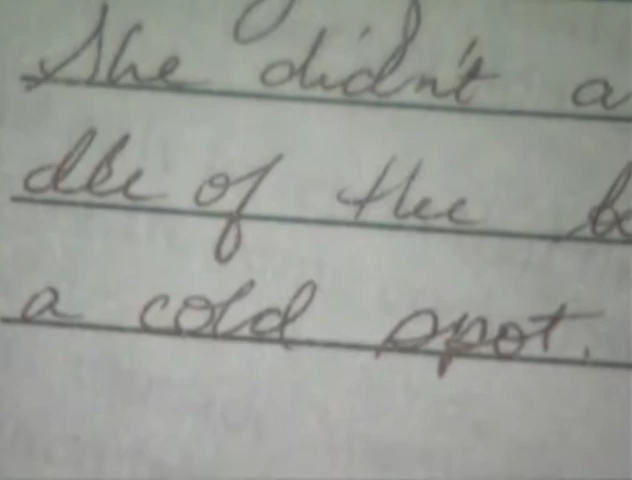 She didn't a
dle of the b
a cold spot.